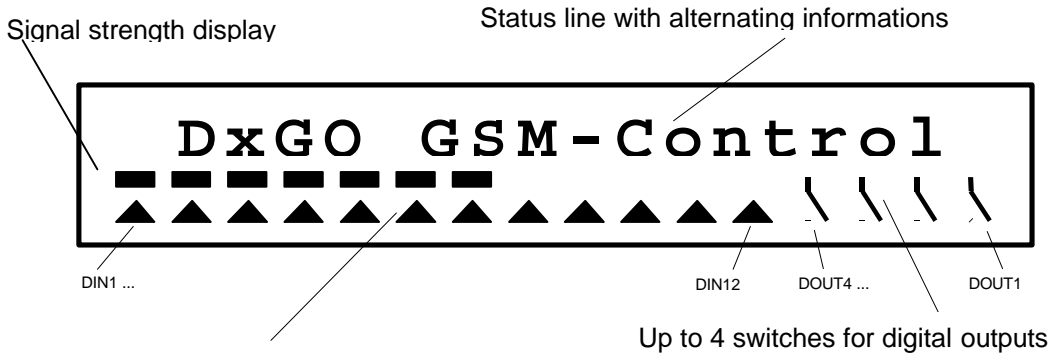 Status line with alternating informations
Signal strength display
DxGO GSM-Control
DIN1 ...
DIN12
DOUT4 ...
DOUT1
Up to 4 switches for digital outputs